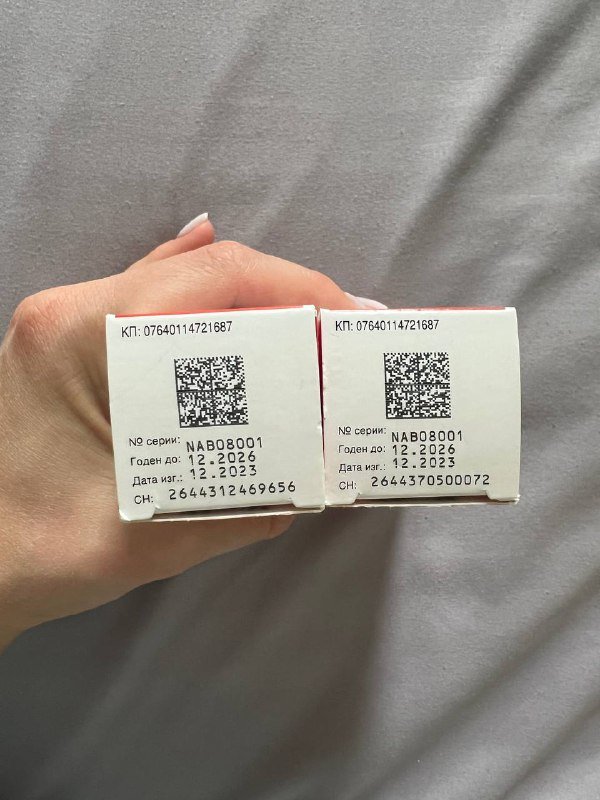 КП: 07640114721687
№ серии: NAB08001
Годен до: 12.2026
Дата изг.: 12.2023
СН: 2644312469656
КП: 07640114721687
№ серии: NAB08001
Годен до: 12.2026
Дата изг.: 12.2023
СН: 2644370500072